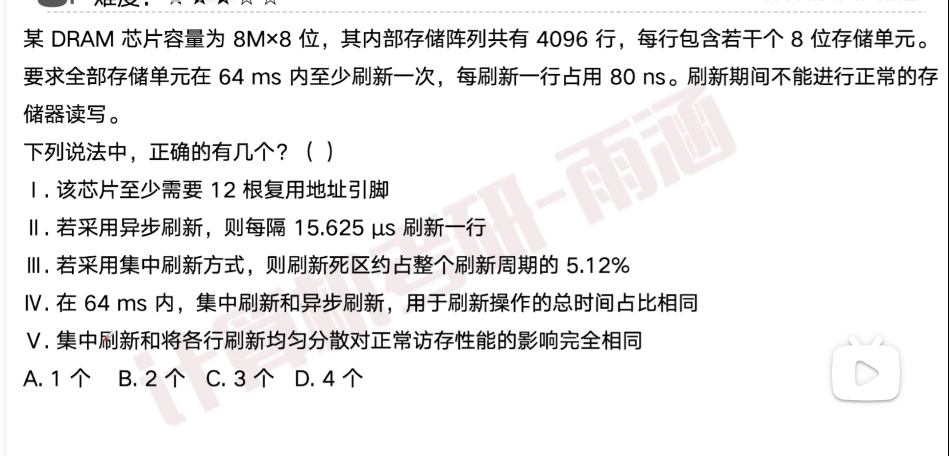 难度：☆★★☆☆
某 DRAM 芯片容量为 8M×8 位，其内部存储阵列共有 4096 行，每行包含若干个 8 位存储单元。
要求全部存储单元在 64 ms 内至少刷新一次，每刷新一行占用 80 ns。刷新期间不能进行正常的存
储器读写。
下列说法中，正确的有几个？（ ）
Ⅰ. 该芯片至少需要 12 根复用地址引脚
Ⅱ. 若采用异步刷新，则每隔 15.625 μs 刷新一行
Ⅲ. 若采用集中刷新方式，则刷新死区约占整个刷新周期的 5.12%
Ⅳ. 在 64 ms 内，集中刷新和异步刷新，用于刷新操作的总时间占比相同
Ⅴ. 集中刷新和将各行刷新均匀分散对正常访存性能的影响完全相同
A. 1 个 B. 2 个 C. 3 个 D. 4 个
计算机考研-雨涵